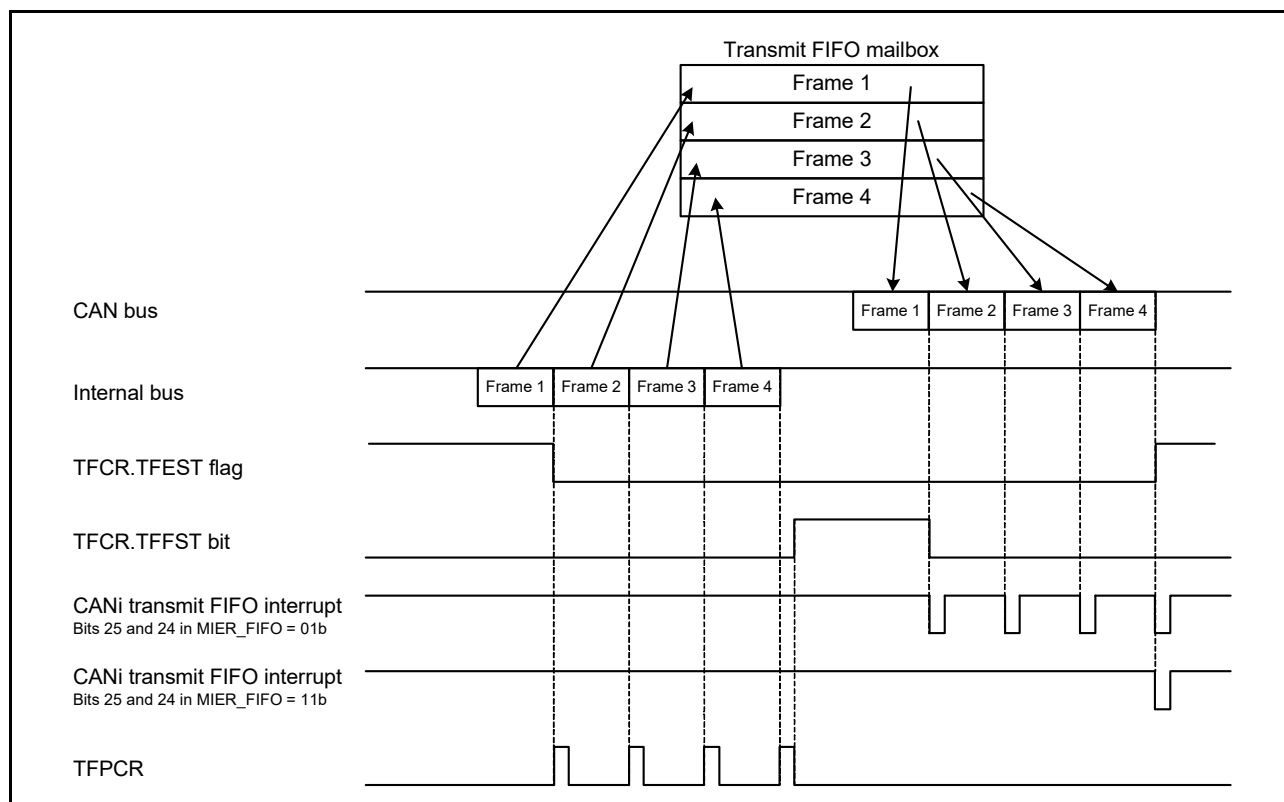 Transmit FIFO mailbox
Frame 1
Frame 2
Frame 3
Frame 4
CAN bus
Frame 1 Frame 2 Frame 3 Frame 4
Internal bus
Frame 1 Frame 2 Frame 3 Frame 4
TFCR.TFEST flag
TFCR.TFFST bit
CANi transmit FIFO interrupt
Bits 25 and 24 in MIER_FIFO = 01b
CANi transmit FIFO interrupt
Bits 25 and 24 in MIER_FIFO = 11b
TFPCR